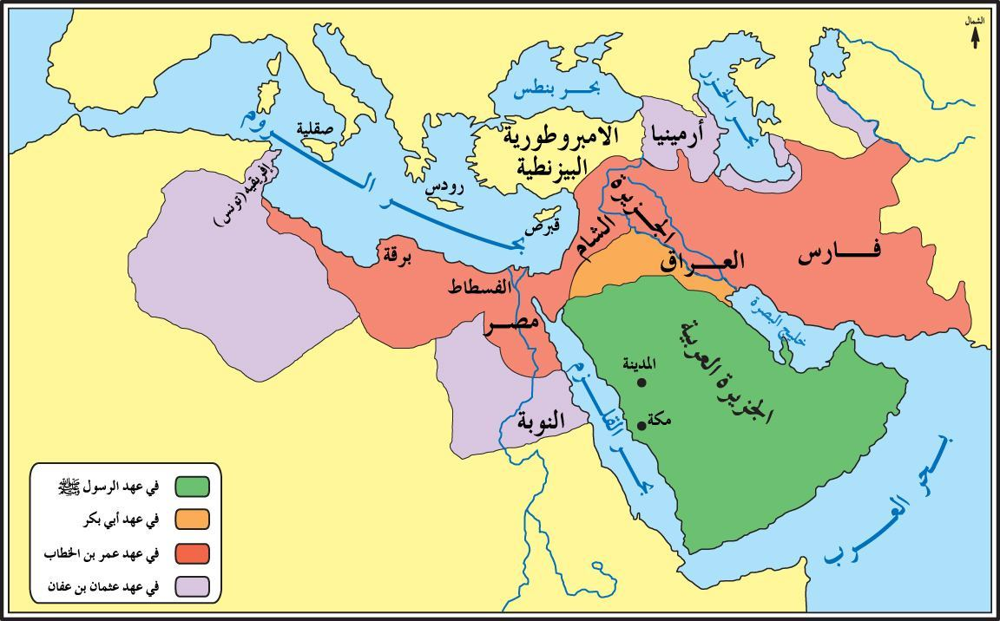 الشمال
بحر الخزر
بحر بنطس
أرمينيا
الامبروطورية
البيزنطية
صقلية
بحر الروم
إفريقيه (تونس)
رودس
قبرص
الجزيرة
الشام
العراق
فارس
برقة
الفسطاط
مصر
خليج البصرة
الجزيرة العربية
المدينة
مكة
بحر القلزم
النوبة
بحر العرب
في عهد الرسول ﷺ
في عهد أبي بكر
في عهد عمر بن الخطاب
في عهد عثمان بن عفان